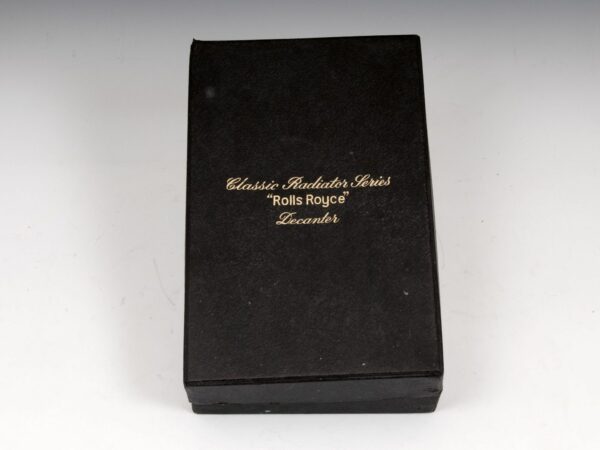 Classic Radiator Series
"Rolls Royce"
Decanter